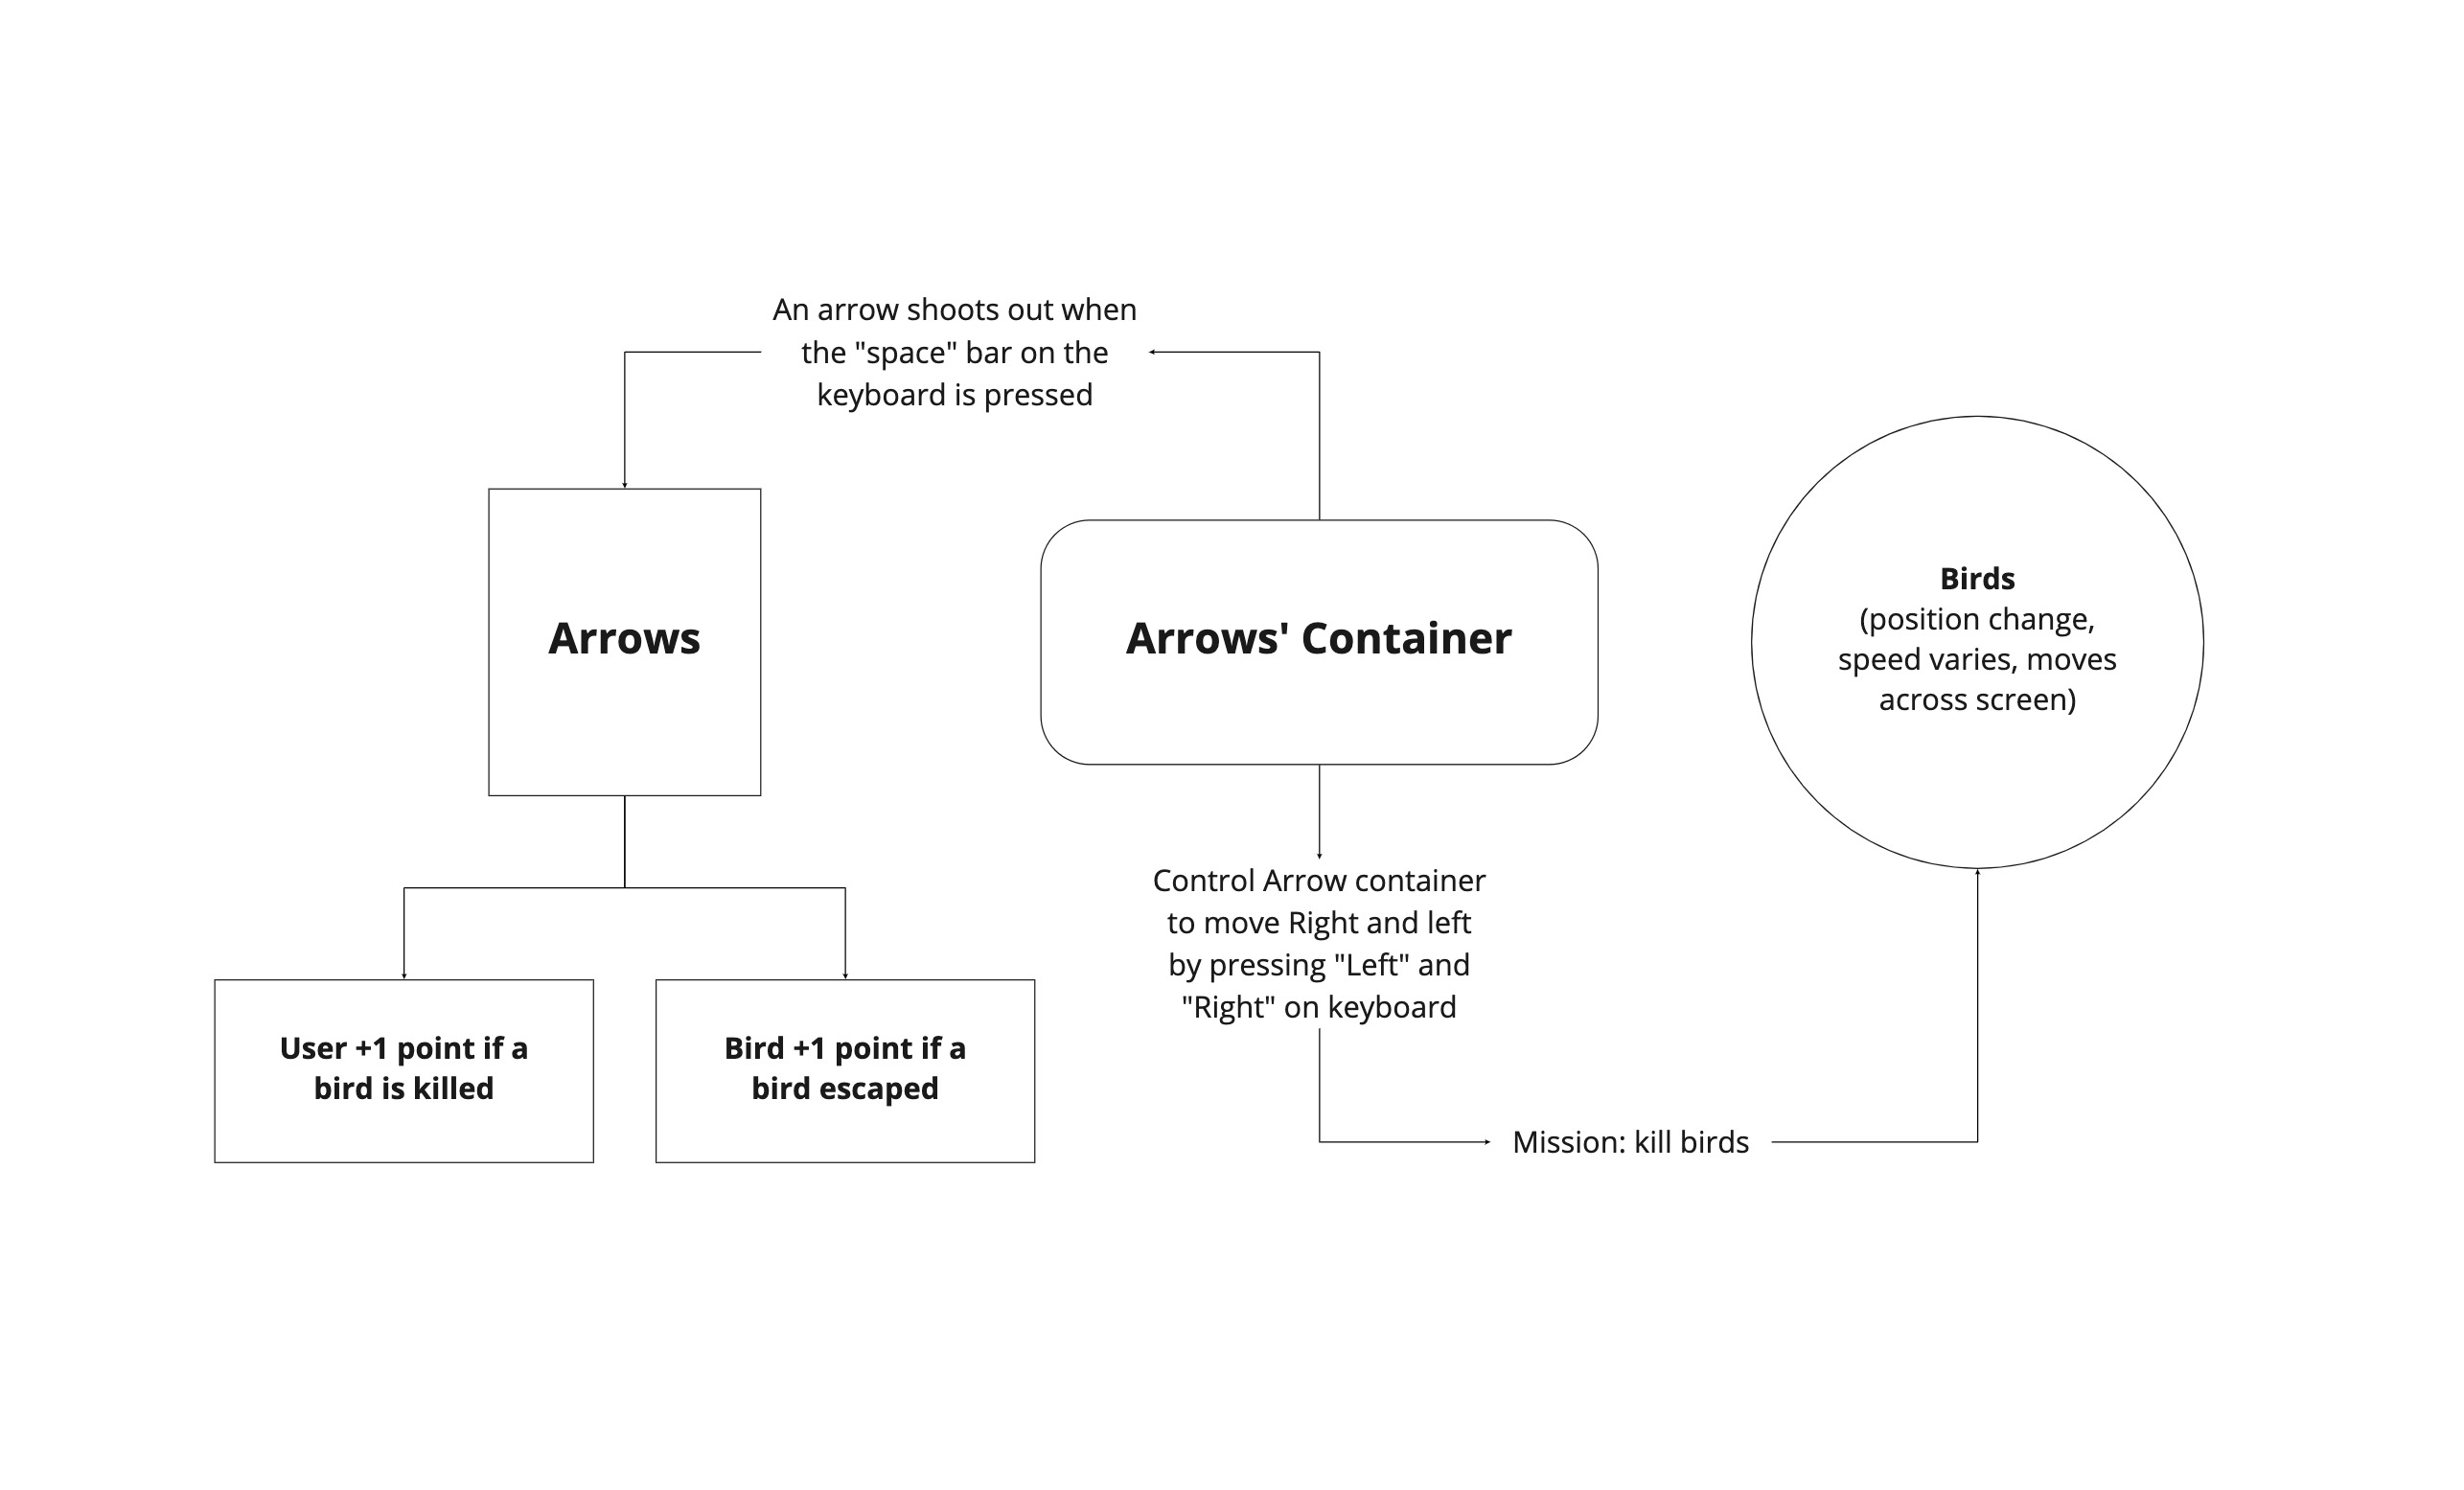 An arrow shoots out when
the "space" bar on the
keyboard is pressed
Arrows
Arrows' Container
Birds
(position change,
speed varies, moves
across screen)
Control Arrow container
to move Right and left
by pressing "Left" and
"Right" on keyboard
User +1 point if a
bird is killed
Bird +1 point if a
bird escaped
Mission: kill birds